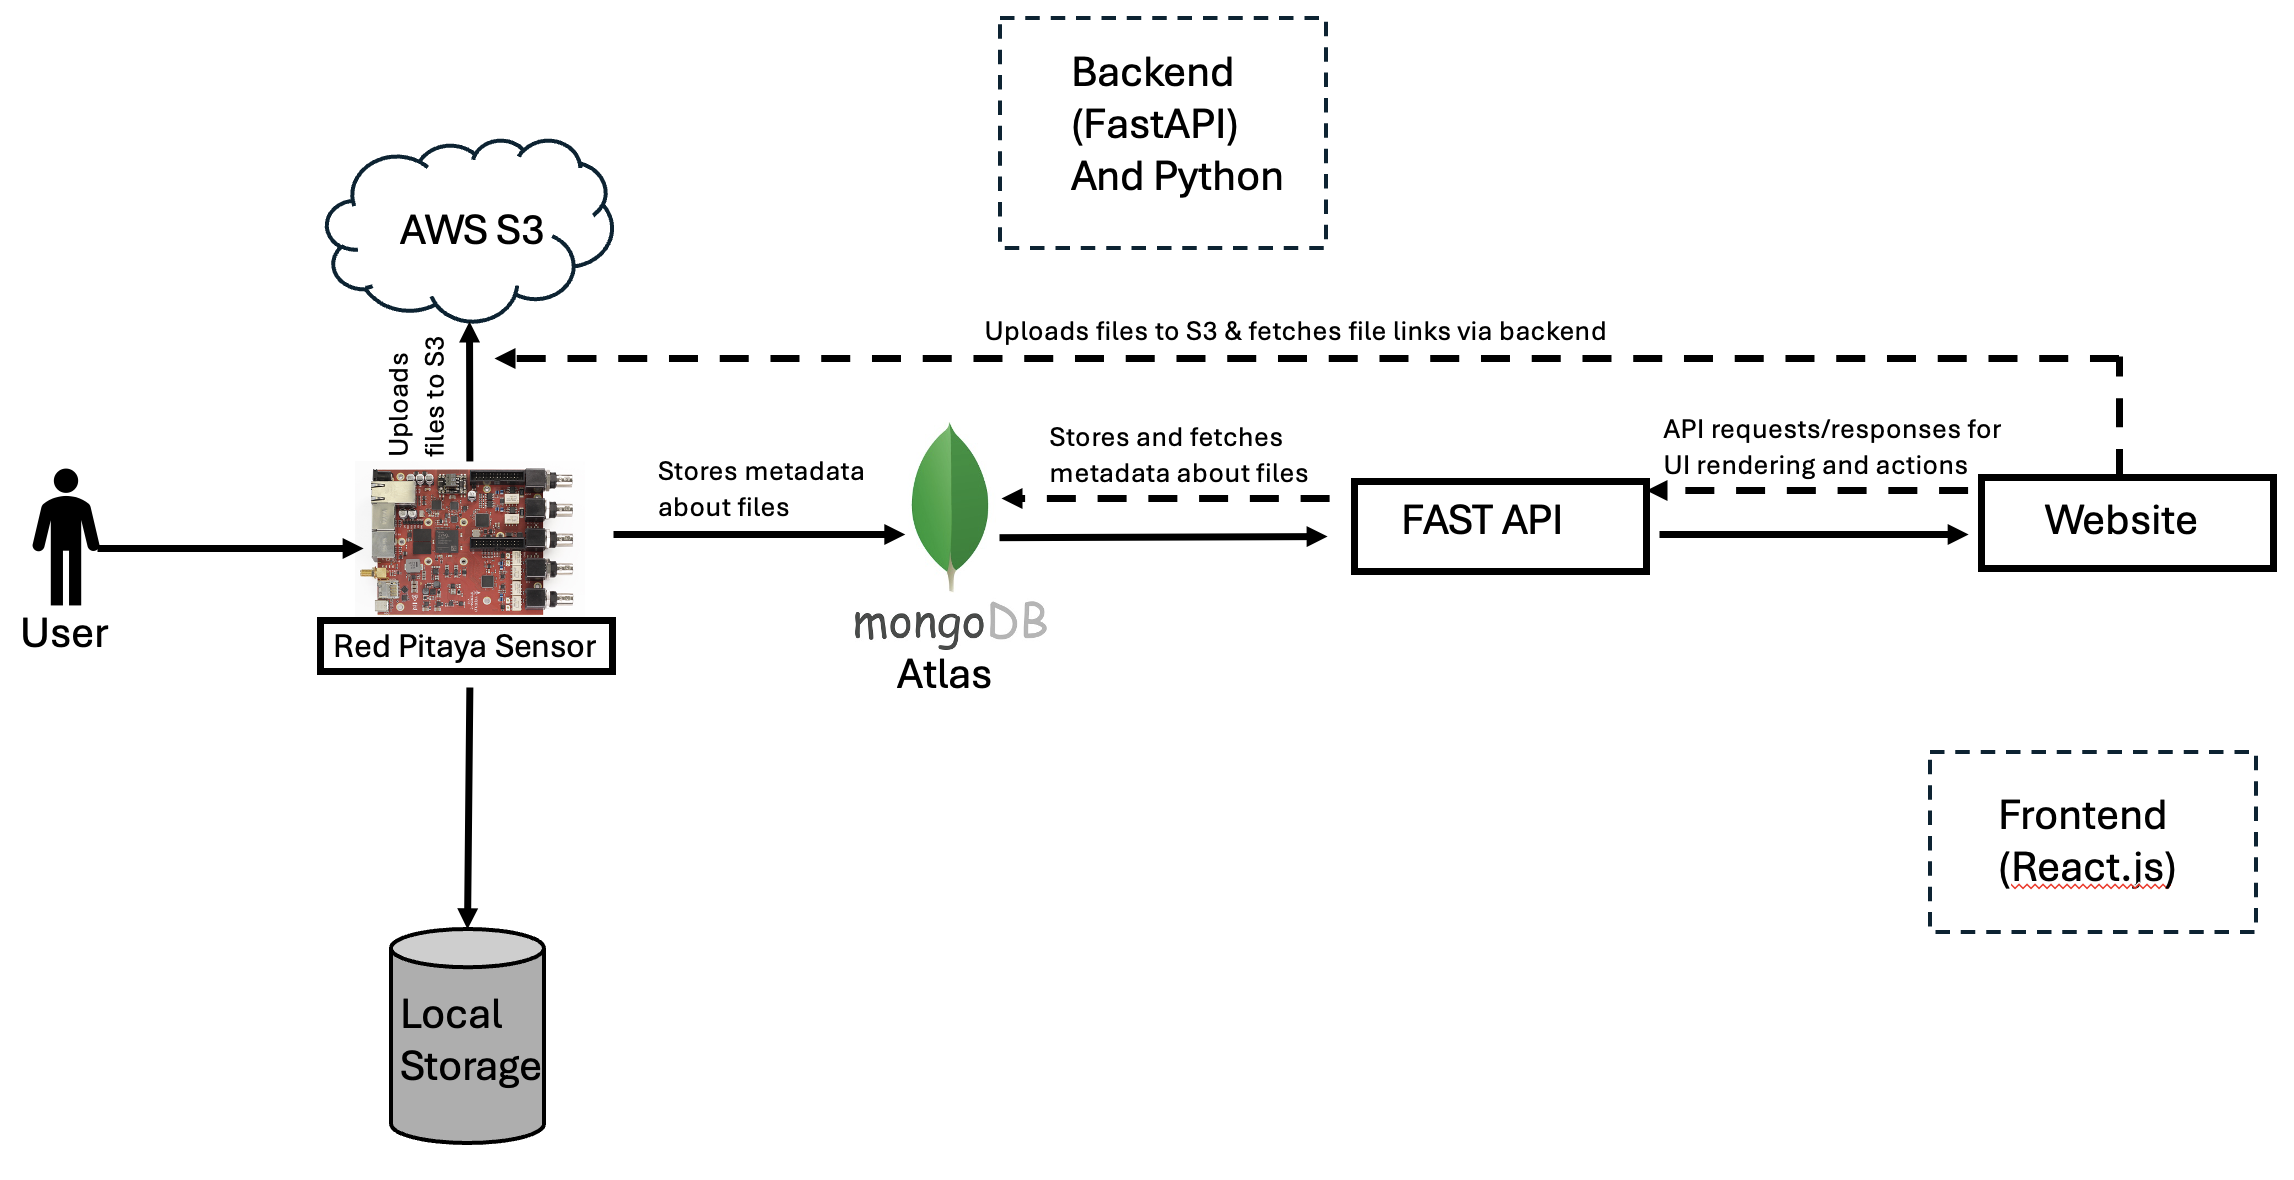 Backend
(FastAPI)
And Python
AWS S3
Uploads files to S3 & fetches file links via backend
Uploads
files to S3
Stores metadata
about files
Stores and fetches
metadata about files
API requests/responses for
UI rendering and actions
FAST API
Website
User
Red Pitaya Sensor
mongoDB
Atlas
Frontend
(React.js)
Local
Storage